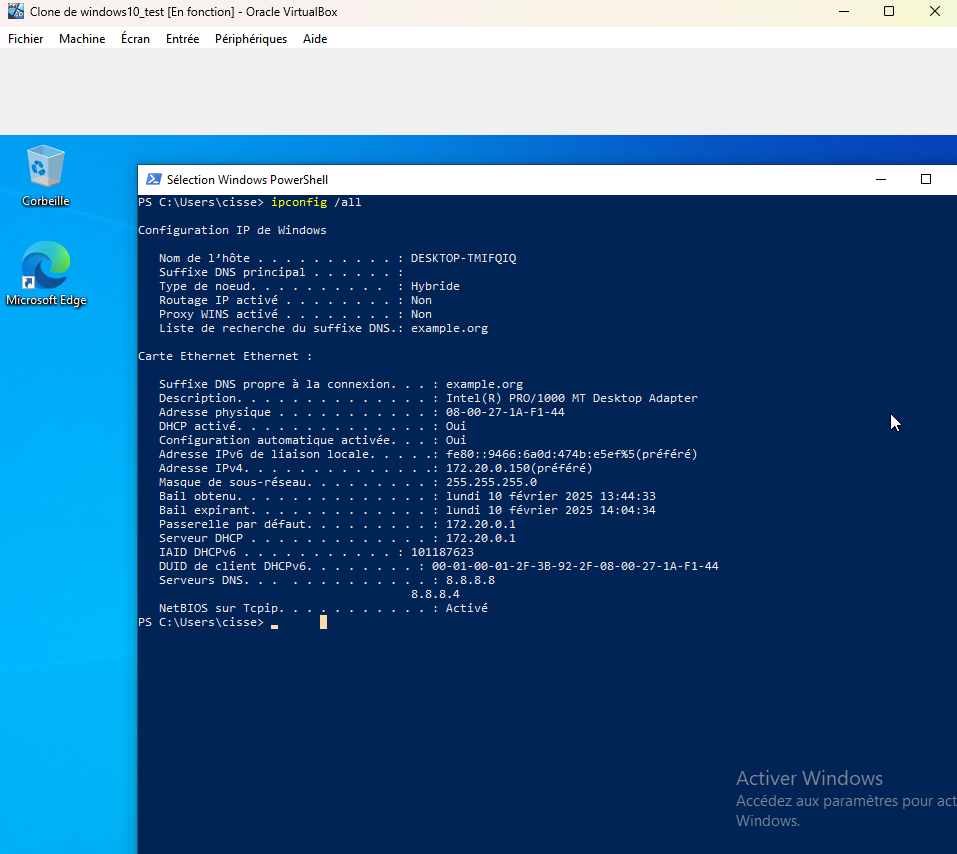 Clone de windows10_test [En fonction] - Oracle VirtualBox
Fichier Machine Écran Entrée Périphériques Aide
Corbeille
Microsoft Edge
Sélection Windows PowerShell
PS C:\Users\cisse> ipconfig /all
Configuration IP de Windows
Nom de l’hôte . . . . . . . . . . : DESKTOP-TMIFQIQ
Suffixe DNS principal . . . . . . :
Type de noeud. . . . . . . . . .  : Hybride
Routage IP activé . . . . . . . . : Non
Proxy WINS activé . . . . . . . . : Non
Liste de recherche du suffixe DNS.: example.org
Carte Ethernet Ethernet :
Suffixe DNS propre à la connexion. . . : example.org
Description. . . . . . . . . . . . . . : Intel(R) PRO/1000 MT Desktop Adapter
Adresse physique . . . . . . . . . . . : 08-00-27-1A-F1-44
DHCP activé. . . . . . . . . . . . . . : Oui
Configuration automatique activée. . . : Oui
Adresse IPv6 de liaison locale. . . . .: fe80::9466:6a0d:474b:e5ef%5(préféré)
Adresse IPv4. . . . . . . . . . . . . .: 172.20.0.150(préféré)
Masque de sous-réseau. . . . . . . . . : 255.255.255.0
Bail obtenu. . . . . . . . . . . . . . : lundi 10 février 2025 13:44:33
Bail expirant. . . . . . . . . . . . . : lundi 10 février 2025 14:04:34
Passerelle par défaut. . . . . . . . . : 172.20.0.1
Serveur DHCP . . . . . . . . . . . . . : 172.20.0.1
IAID DHCPv6 . . . . . . . . . . . : 101187623
DUID de client DHCPv6. . . . . . . . : 00-01-00-01-2F-3B-92-2F-08-00-27-1A-F1-44
Serveurs DNS. . .  . . . . . . . . . . : 8.8.8.8
8.8.8.4
NetBIOS sur Tcpip. . . . . . . . . . . : Activé
PS C:\Users\cisse>
Activer Windows
Accédez aux paramètres pour act
Windows.